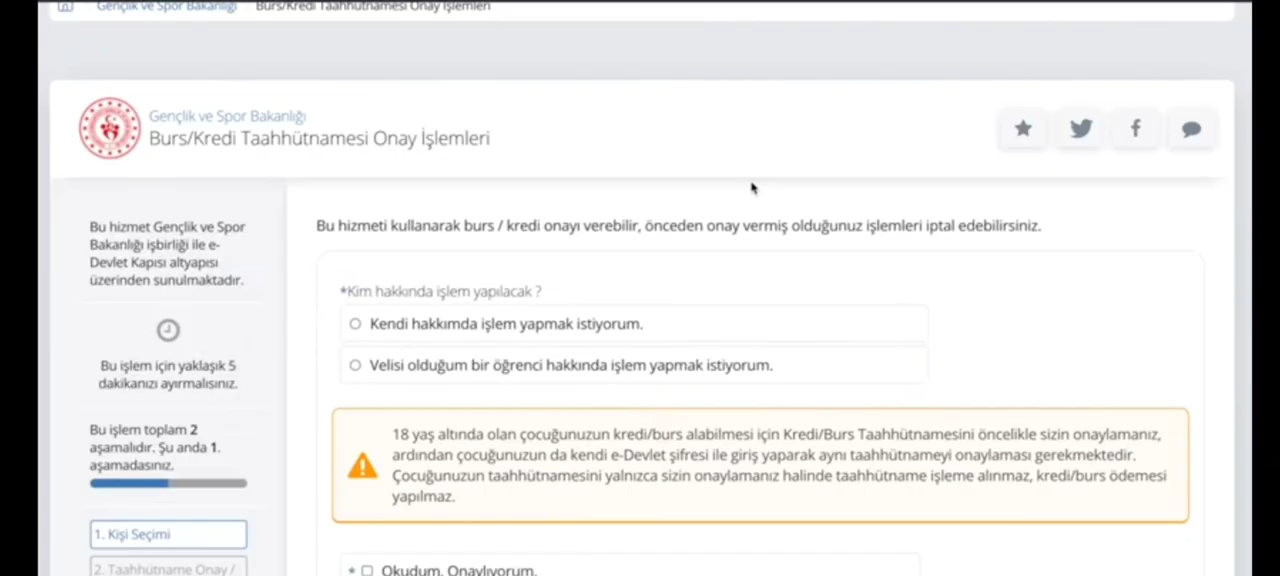 Gençlik ve Spor Bakanlığı Burs/Kredi Taahhütnamesi Onay İşlemleri
Gençlik ve Spor Bakanlığı
Burs/Kredi Taahhütnamesi Onay İşlemleri
Bu hizmet Gençlik ve Spor
Bakanlığı işbirliği ile e-
Devlet Kapısı altyapısı
üzerinden sunulmaktadır.
Bu işlem için yaklaşık 5
dakikanızı ayırmalısınız.
Bu işlem toplam 2
aşamalıdır. Şu anda 1.
aşamadasınız.
1. Kişi Seçimi
2. Taahhütname Onay /
Bu hizmeti kullanarak burs / kredi onayı verebilir, önceden onay vermiş olduğunuz işlemleri iptal edebilirsiniz.
*Kim hakkında işlem yapılacak ?
Kendi hakkımda işlem yapmak istiyorum.
Velisi olduğum bir öğrenci hakkında işlem yapmak istiyorum.
18 yaş altında olan çocuğunuzun kredi/burs alabilmesi için Kredi/Burs Taahhütnamesini öncelikle sizin onaylamanız,
ardından çocuğunuzun da kendi e-Devlet şifresi ile giriş yaparak aynı taahhütnameyi onaylaması gerekmektedir.
Çocuğunuzun taahhütnamesini yalnızca sizin onaylamanız halinde taahhütname işleme alınmaz, kredi/burs ödemesi
yapılmaz.
* Okudum, Onaylıyorum.